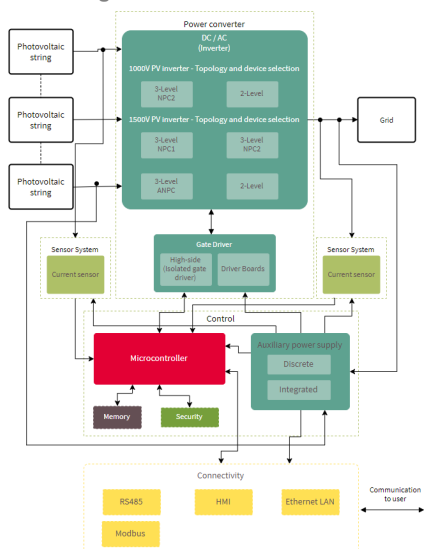 Power converter
Photovoltaic
string
DC / AC
(Inverter)
1000V PV Inverter - Topology and device selection
3-Level
NPC2
2-Level
Photovoltaic
string
1500V PV Inverter - Topology and device selection
Grid
3-Level
NPC1
3-Level
NPC2
Photovoltaic
string
3-Level
ANPC
2-Level
Sensor System
Current sensor
Gate Driver
High-side
(Isolated gate
driver)
Driver Boards
Sensor System
Current sensor
Control
Microcontroller
Auxiliary power supply
Discrete
Integrated
Memory
Security
Connectivity
RS485
HMI
Ethernet LAN
Modbus
Communication
to user